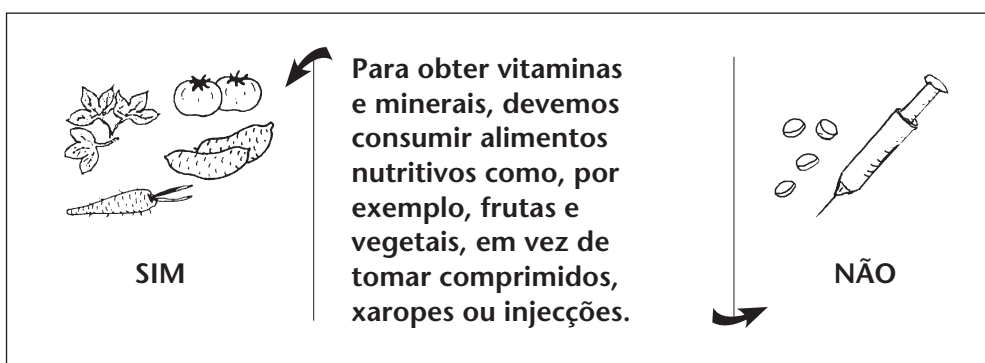 Para obter vitaminas
e minerais, devemos
consumir alimentos
nutritivos como, por
exemplo, frutas e
vegetais, em vez de
tomar comprimidos,
xaropes ou injecções.
SIM
NÃO